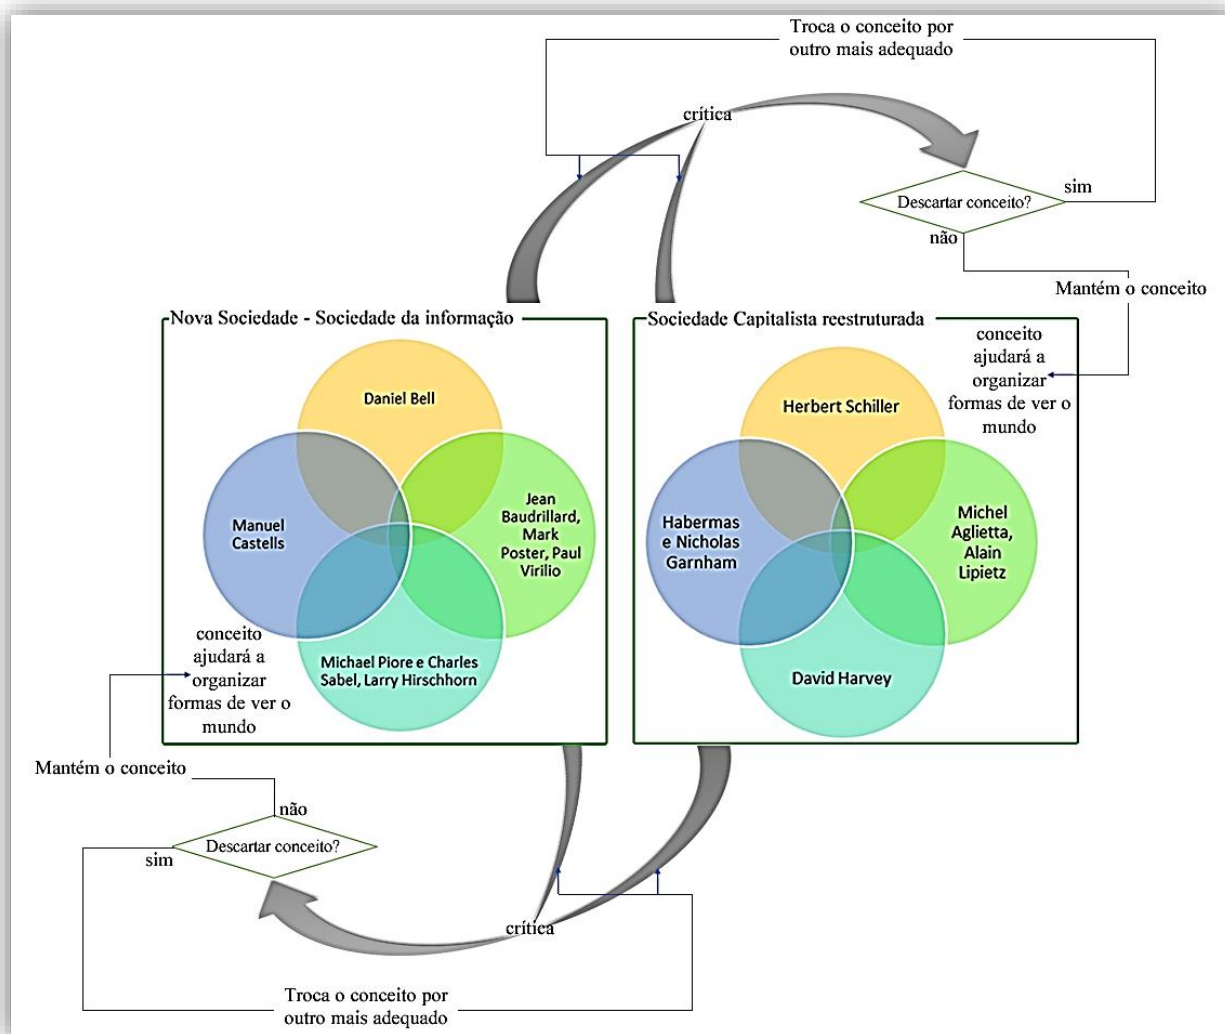 Troca o conceito por
outro mais adequado
crítica
Descartar conceito?
sim
não
Mantém o conceito
Nova Sociedade - Sociedade da informação
Daniel Bell
Manuel
Castells
Jean
Baudrillard,
Mark
Poster, Paul
Virilio
Michael Piore e Charles
Sabel, Larry Hirschhorn
conceito
ajudará a
organizar
formas de ver o
mundo
Sociedade Capitalista reestruturada
conceito
ajudará a
organizar
formas de ver o
mundo
Herbert Schiller
Habermas
e Nicholas
Garnham
Michel
Aglietta,
Alain
Lipietz
David Harvey
Mantém o conceito
não
Descartar conceito?
sim
crítica
Troca o conceito por
outro mais adequado